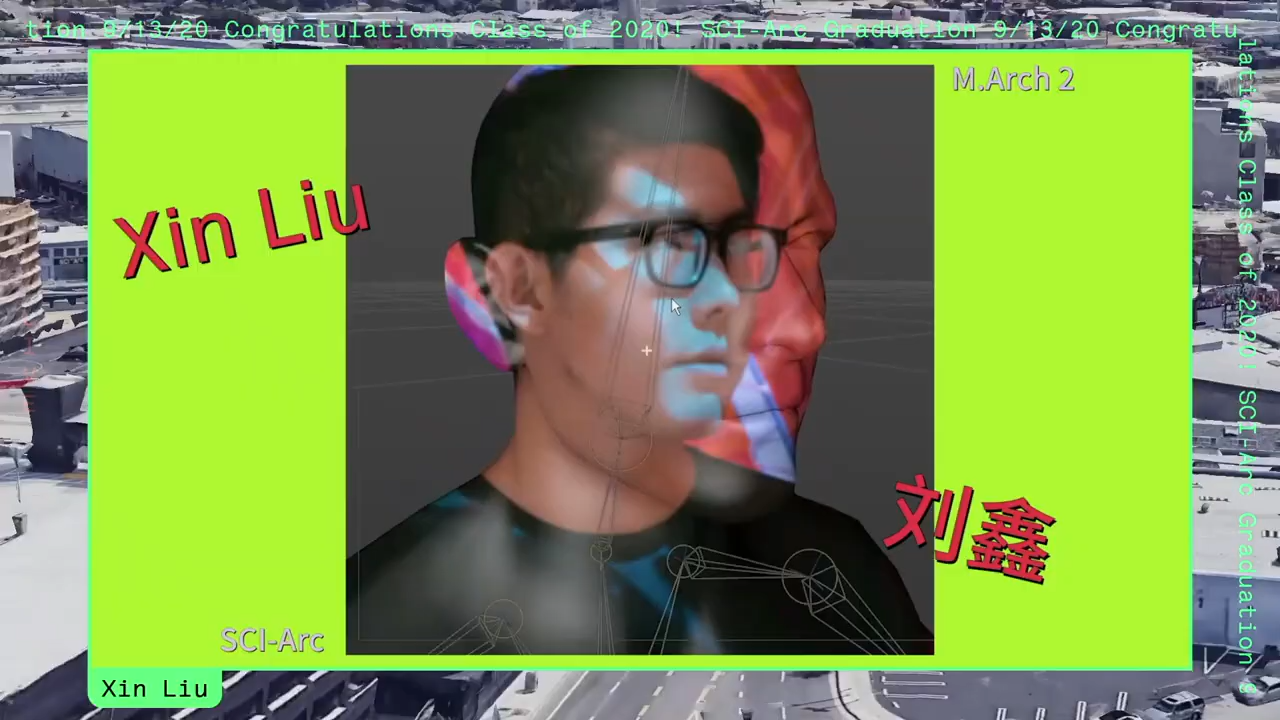 tion 9/13/20 Congratulations Class of 2020! SCI-Arc Graduation 9/13/20 Congratu
lations Class of 2020! SCI-Arc Graduation 9
M.Arch 2
Xin Liu
刘鑫
SCI-Arc
Xin Liu